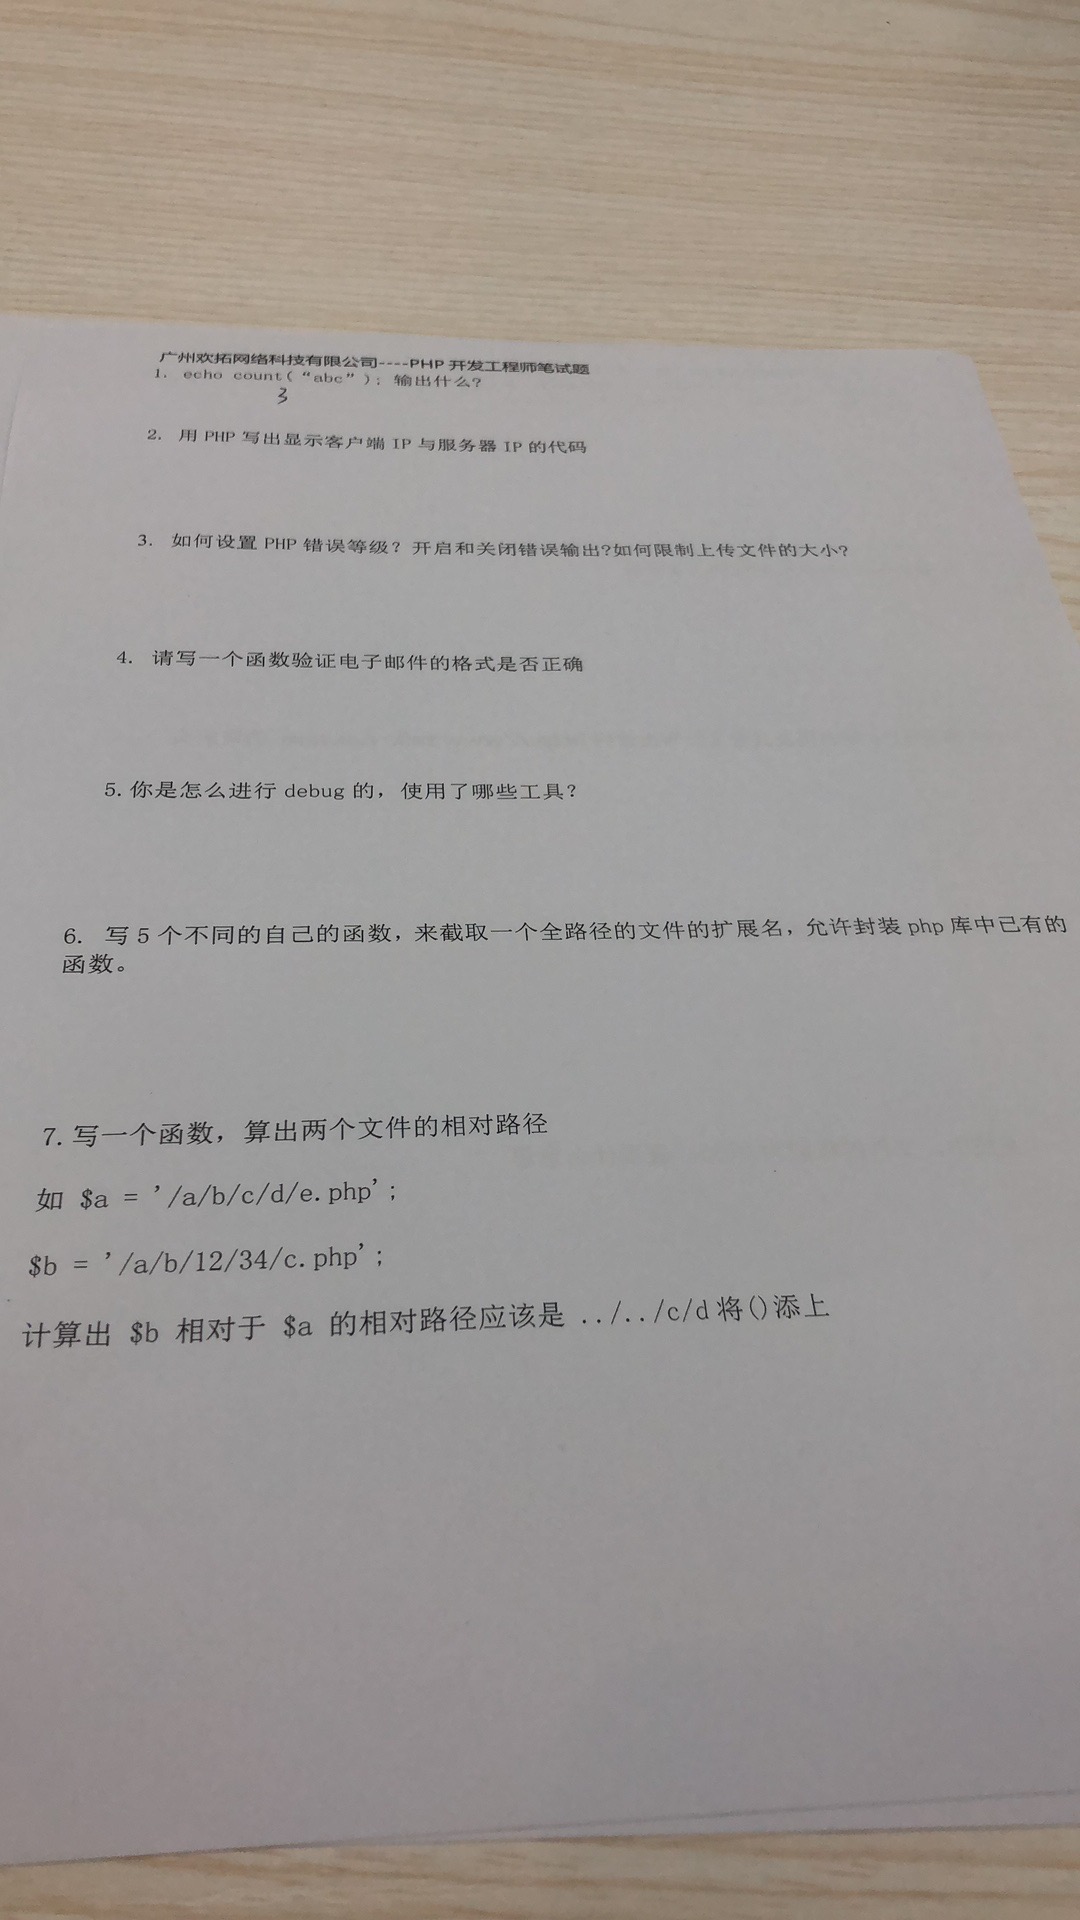 广州欢拓网络科技有限公司----PHP 开发工程师笔试题
1. echo count(“abc”); 输出什么?
3
2. 用 PHP 写出显示客户端 IP 与服务器 IP 的代码
3. 如何设置 PHP 错误等级? 开启和关闭错误输出?如何限制上传文件的大小?
4. 请写一个函数验证电子邮件的格式是否正确
5. 你是怎么进行 debug 的, 使用了哪些工具?
6. 写 5 个不同的自己的函数, 来截取一个全路径的文件的扩展名, 允许封装 php 库中已有的
函数。
7. 写一个函数, 算出两个文件的相对路径
如 $a = ’/a/b/c/d/e.php’;
$b = ’/a/b/12/34/c.php’;
计算出 $b 相对于 $a 的相对路径应该是 ../../c/d 将()添上